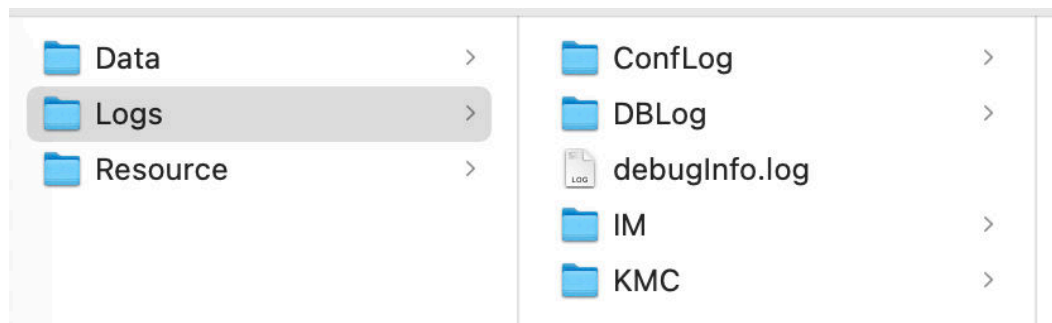 Data
Logs
Resource
ConfLog
DBLog
debugInfo.log
LOG
IM
KMC